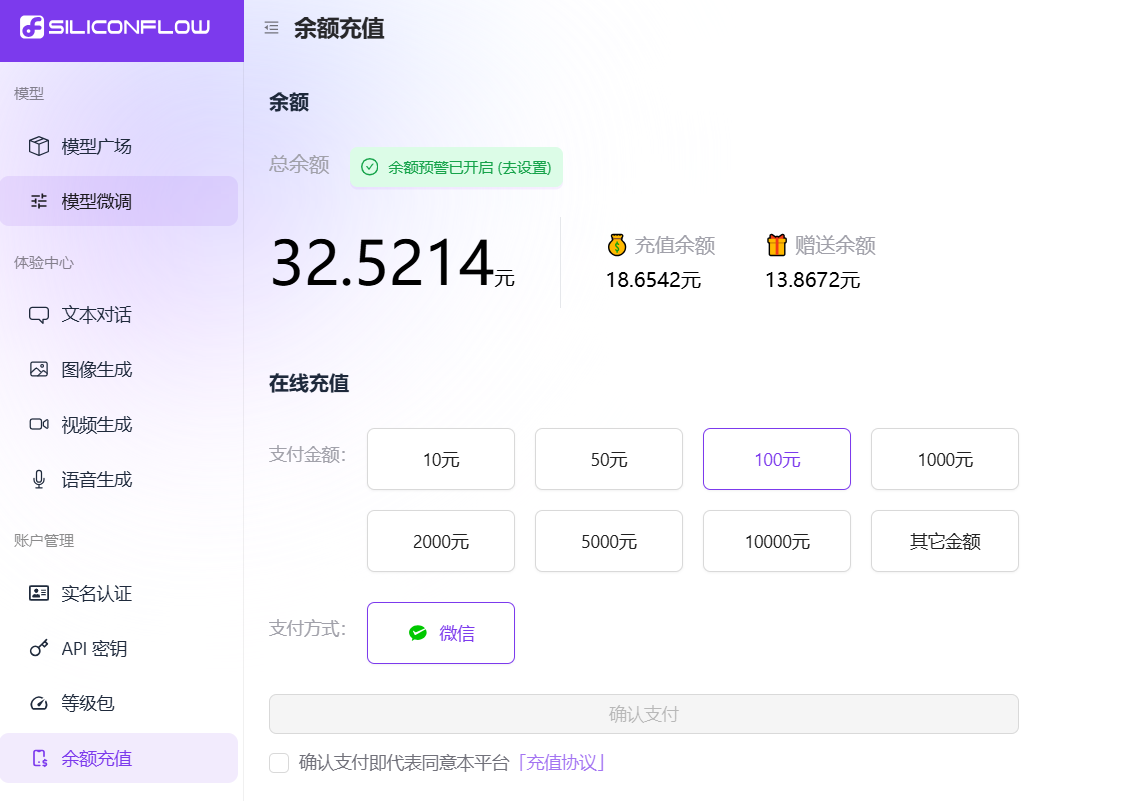 SILICONFLOW
模型
模型广场
模型微调
体验中心
文本对话
图像生成
视频生成
语音生成
账户管理
实名认证
API 密钥
等级包
余额充值
余额充值
余额
总余额
余额预警已开启 (去设置)
32.5214元
充值余额
18.6542元
赠送余额
13.8672元
在线充值
支付金额：
10元
50元
100元
1000元
2000元
5000元
10000元
其它金额
支付方式：
微信
确认支付
确认支付即代表同意本平台「充值协议」